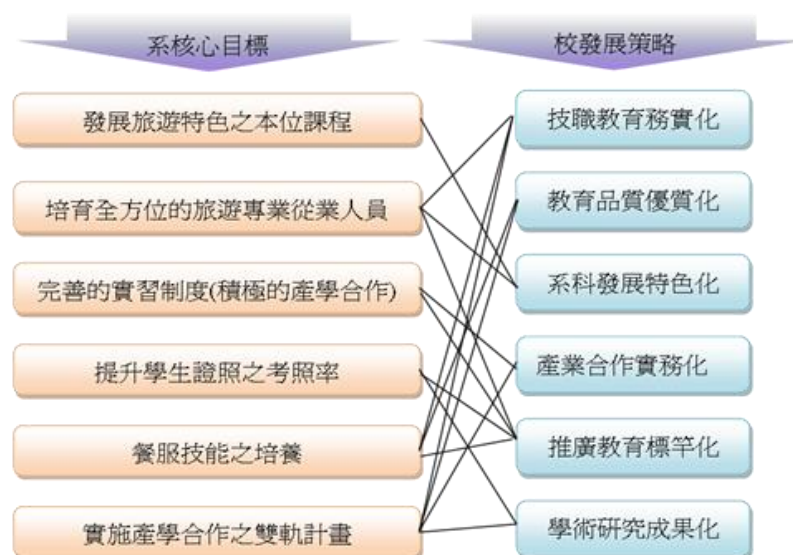 系核心目標
校發展策略
發展旅遊特色之本位課程
技職教育務實化
培育全方位的旅遊專業從業人員
教育品質優質化
完善的實習制度(積極的產學合作)
系科發展特色化
提升學生證照之考照率
產業合作實務化
餐服技能之培養
推廣教育標竿化
實施產學合作之雙軌計畫
學術研究成果化